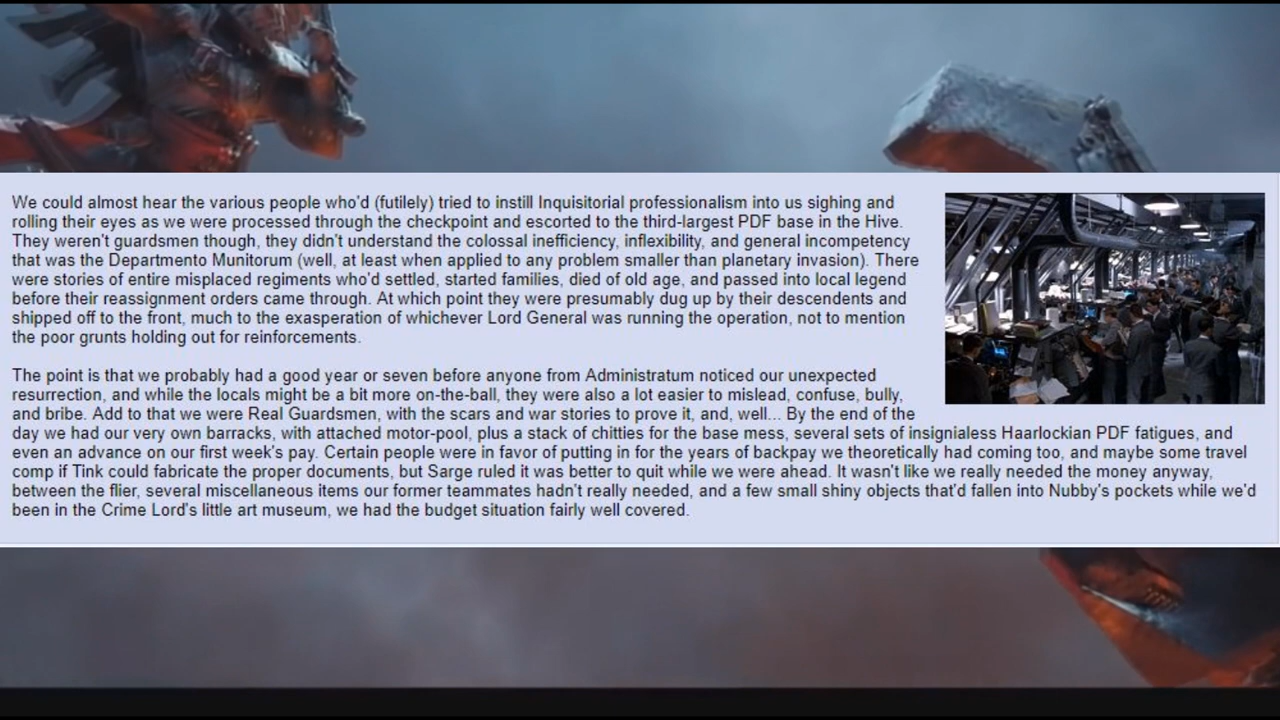 We could almost hear the various people who'd (futilely) tried to instill Inquisitorial professionalism into us sighing and
rolling their eyes as we were processed through the checkpoint and escorted to the third-largest PDF base in the Hive.
They weren't guardsmen though, they didn't understand the colossal inefficiency, inflexibility, and general incompetency
that was the Departmento Munitorum (well, at least when applied to any problem smaller than planetary invasion). There
were stories of entire misplaced regiments who'd settled, started families, died of old age, and passed into local legend
before their reassignment orders came through. At which point they were presumably dug up by their descendents and
shipped off to the front, much to the exasperation of whichever Lord General was running the operation, not to mention
the poor grunts holding out for reinforcements.
The point is that we probably had a good year or seven before anyone from Administratum noticed our unexpected
resurrection, and while the locals might be a bit more on-the-ball, they were also a lot easier to mislead, confuse, bully,
and bribe. Add to that we were Real Guardsmen, with the scars and war stories to prove it, and, well... By the end of the
day we had our very own barracks, with attached motor-pool, plus a stack of chitties for the base mess, several sets of insignialess Haarlockian PDF fatigues, and
even an advance on our first week's pay. Certain people were in favor of putting in for the years of backpay we theoretically had coming too, and maybe some travel
comp if Tink could fabricate the proper documents, but Sarge ruled it was better to quit while we were ahead. It wasn't like we really needed the money anyway,
between the flier, several miscellaneous items our former teammates hadn't really needed, and a few small shiny objects that'd fallen into Nubby's pockets while we'd
been in the Crime Lord's little art museum, we had the budget situation fairly well covered.